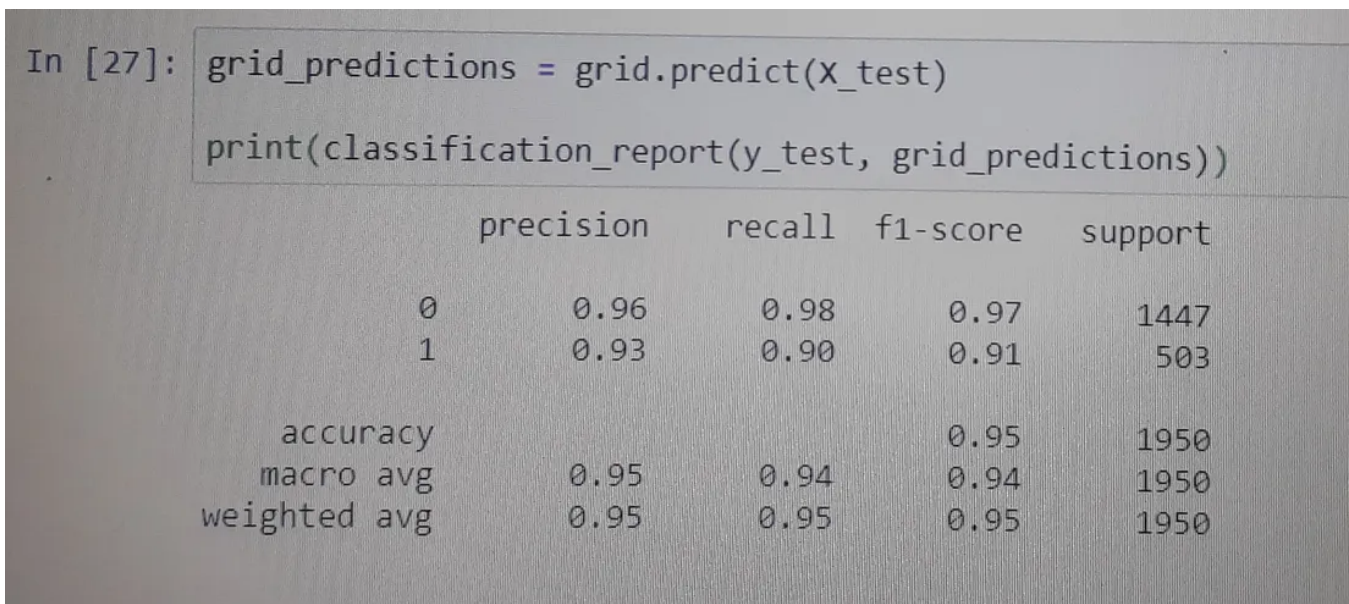 In [27]: grid_predictions = grid.predict(X_test)
print(classification_report(y_test, grid_predictions))
precision recall f1-score support
0 0.96 0.98 0.97 1447
1 0.93 0.90 0.91 503
accuracy 0.95 1950
macro avg 0.95 0.94 0.94 1950
weighted avg 0.95 0.95 0.95 1950